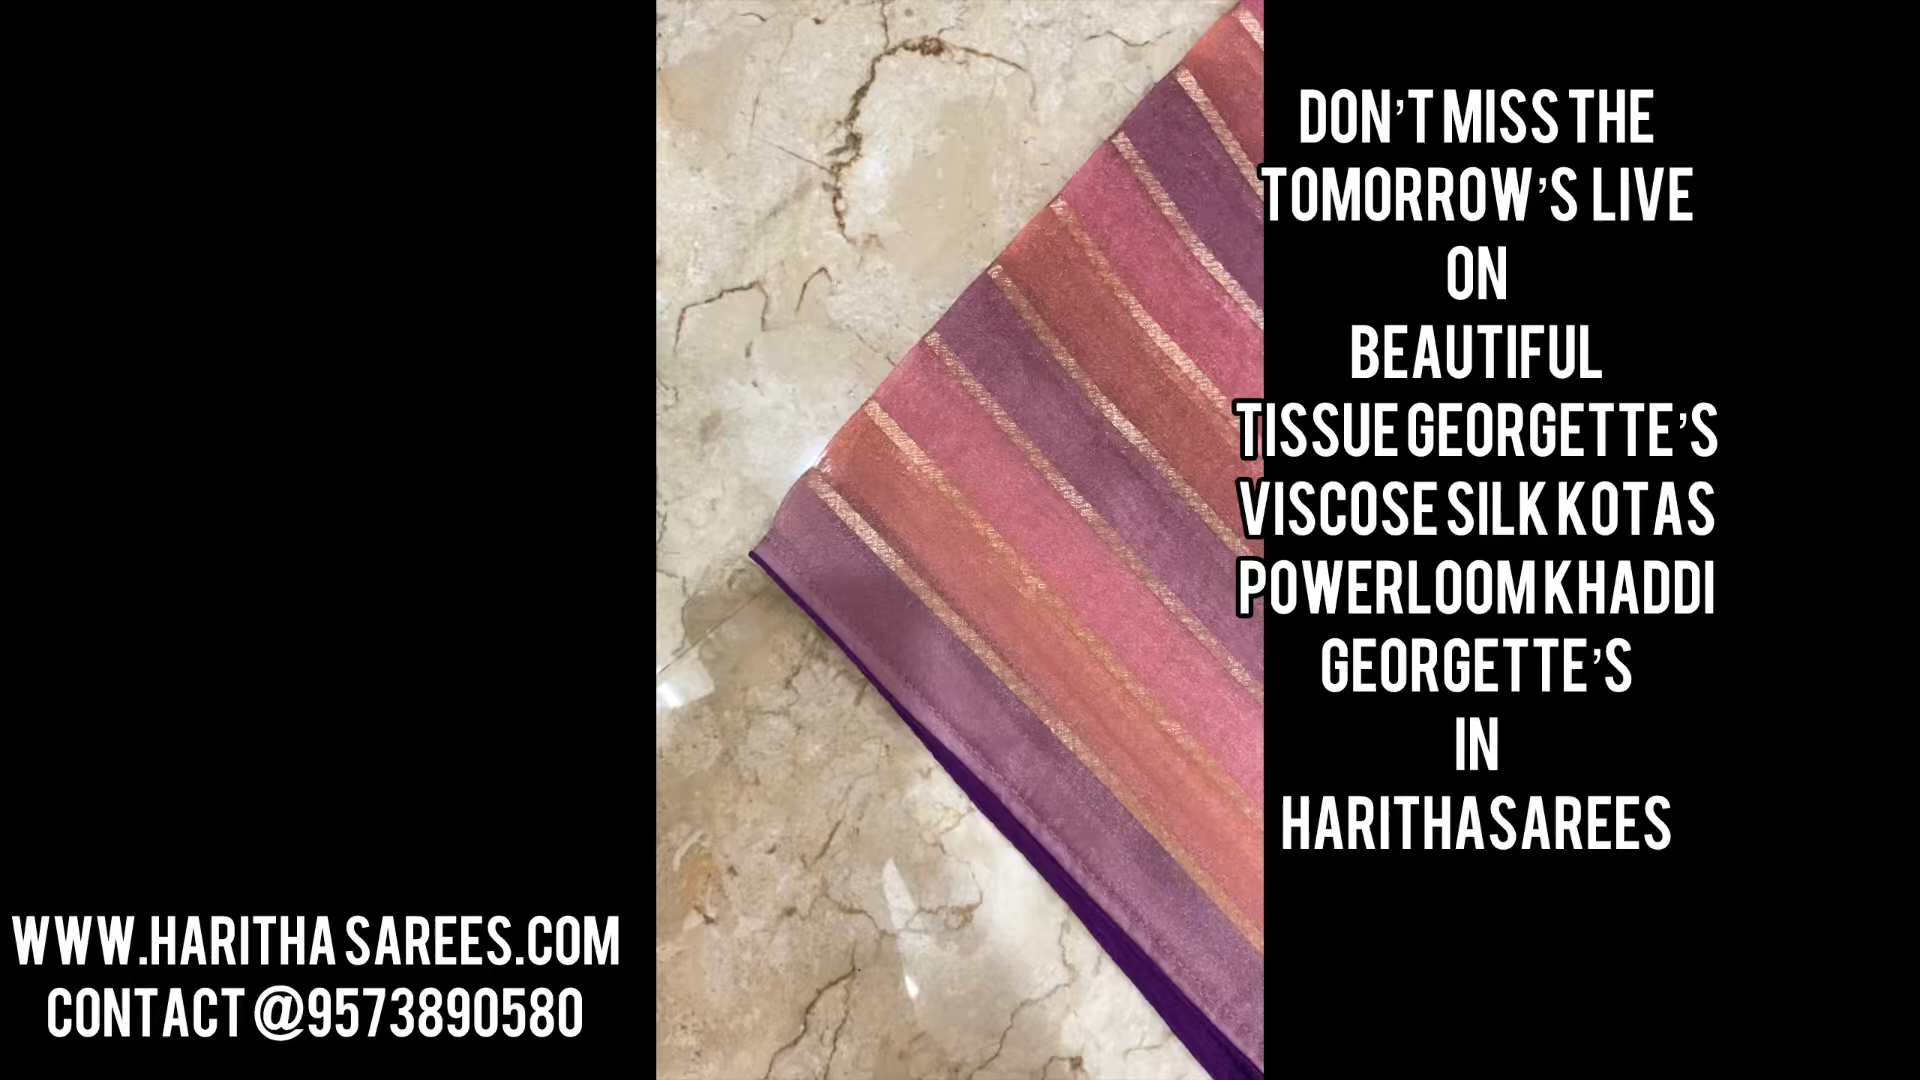 DON'T MISS THE
TOMORROW'S LIVE
ON
BEAUTIFUL
TISSUE GEORGETTE'S
VISCOSE SILK KOTAS
POWERLOOM KHADDI
GEORGETTE'S
IN
HARITHASAREES
WWW.HARITHA SAREES.COM
CONTACT @9573890580